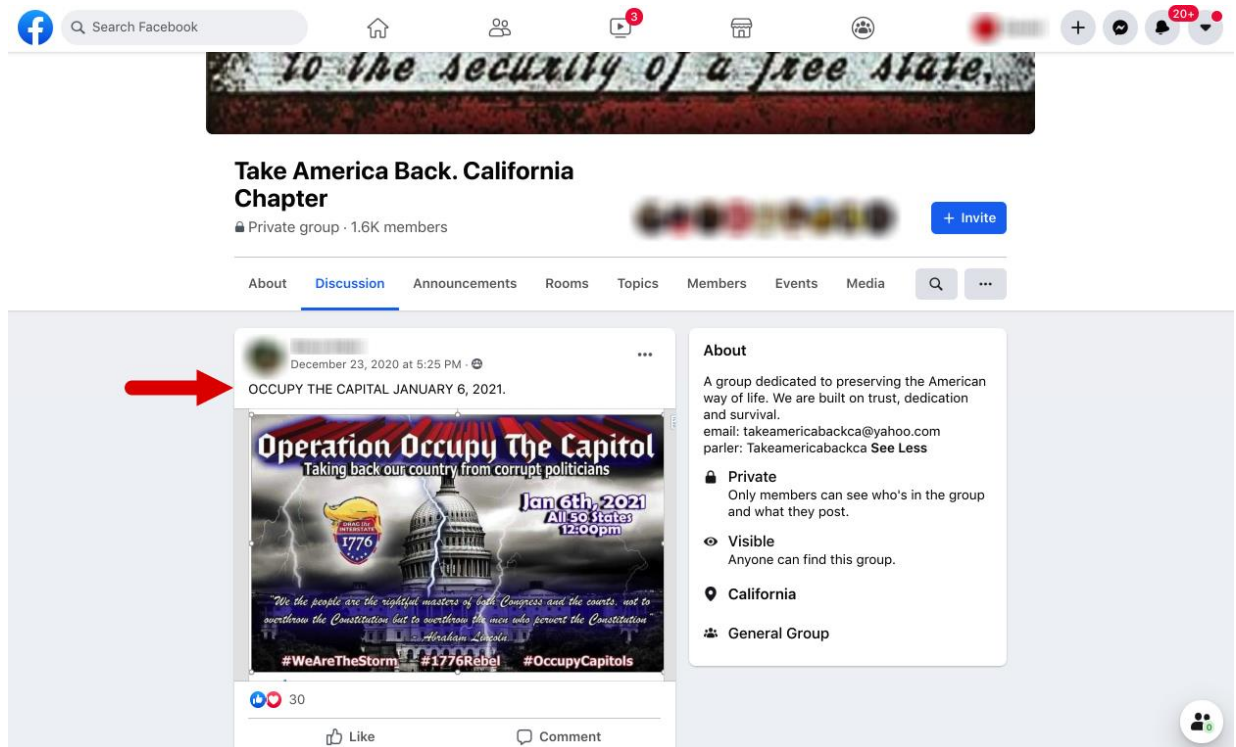 Search Facebook
3
20+
to the security of a free state,
Take America Back. California
Chapter
Private group · 1.6K members
+ Invite
About Discussion Announcements Rooms Topics Members Events Media
December 23, 2020 at 5:25 PM ·
OCCUPY THE CAPITAL JANUARY 6, 2021.
Operation Occupy The Capitol
Taking back our country from corrupt politicians
Jan 6th, 2021
All 50 States
12:00pm
DRAG the
INTERSTATE
1776
"We the people are the rightful masters of both Congress and the courts, not to
overthrow the Constitution but to overthrow the men who pervert the Constitution"
- Abraham Lincoln
#WeAreTheStorm #1776Rebel #OccupyCapitols
30
Like Comment
About
A group dedicated to preserving the American
way of life. We are built on trust, dedication
and survival.
email: takeamericabackca@yahoo.com
parler: Takeamericabackca See Less
Private
Only members can see who's in the group
and what they post.
Visible
Anyone can find this group.
California
General Group
0